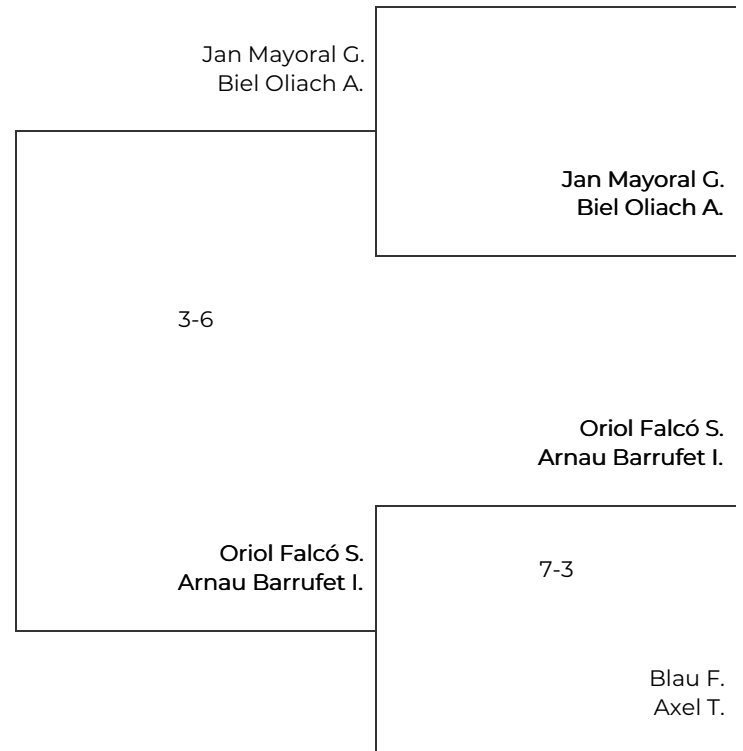 Jan Mayoral G.
Biel Oliach A.
Jan Mayoral G.
Biel Oliach A.
3-6
Oriol Falcó S.
Arnau Barrufet I.
Oriol Falcó S.
Arnau Barrufet I.
7-3
Blau F.
Axel T.